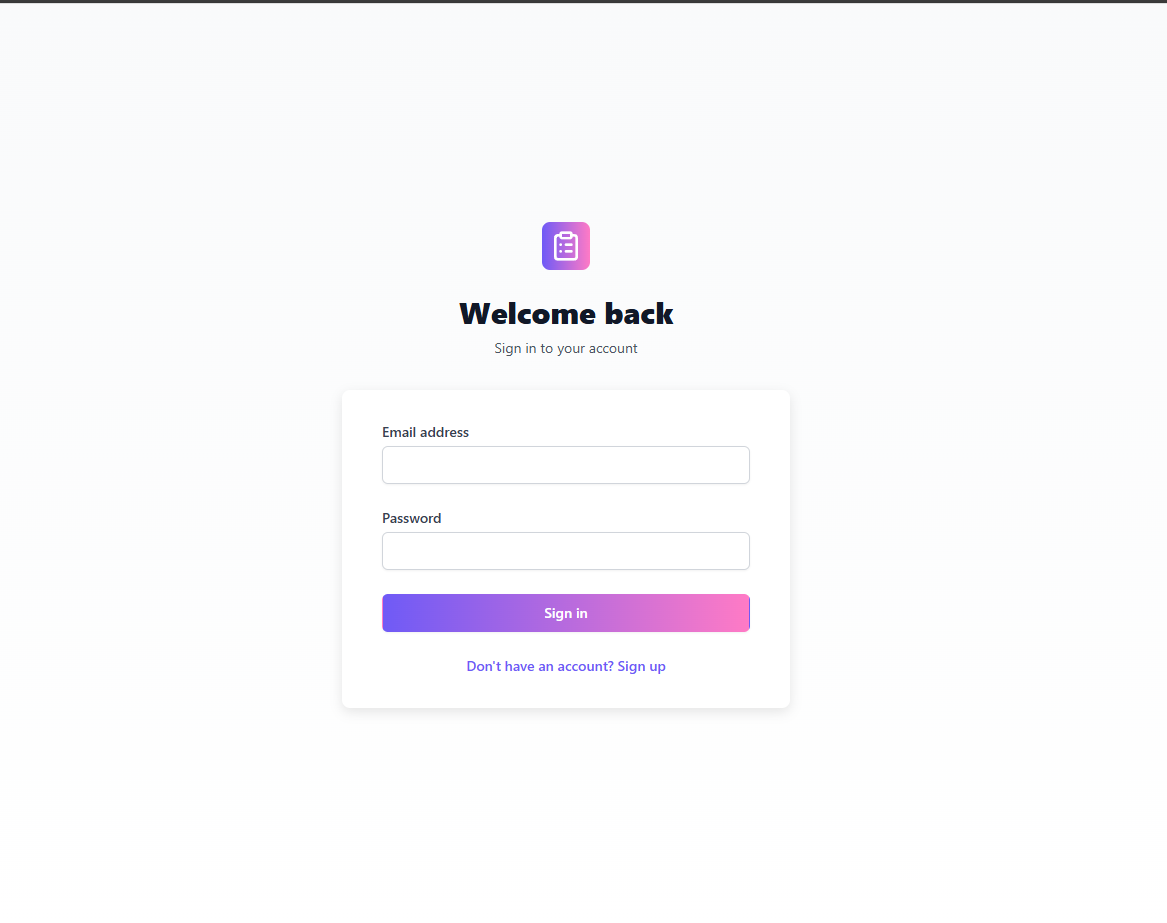 Welcome back
Sign in to your account
Email address
Password
Sign in
Don't have an account? Sign up